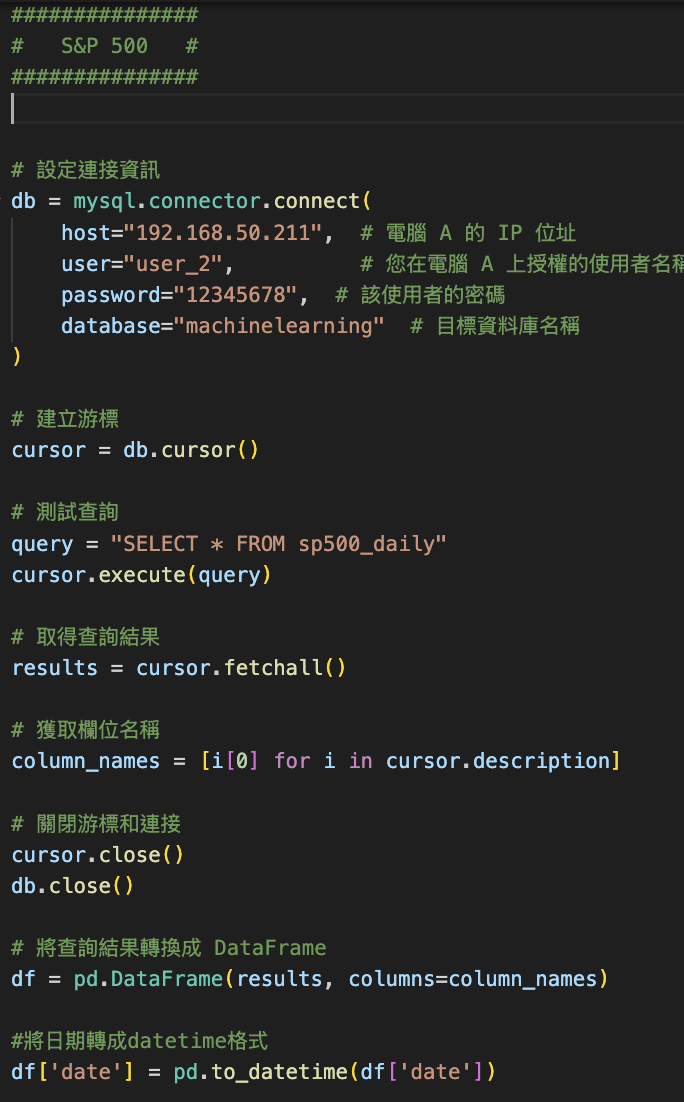 ###############
#   S&P 500   #
###############
# 設定連接資訊
db = mysql.connector.connect(
    host="192.168.50.211",  # 電腦 A 的 IP 位址
    user="user_2",          # 您在電腦 A 上授權的使用者名稱
    password="12345678",  # 該使用者的密碼
    database="machinelearning"  # 目標資料庫名稱
)
# 建立游標
cursor = db.cursor()
# 測試查詢
query = "SELECT * FROM sp500_daily"
cursor.execute(query)
# 取得查詢結果
results = cursor.fetchall()
# 獲取欄位名稱
column_names = [i[0] for i in cursor.description]
# 關閉游標和連接
cursor.close()
db.close()
# 將查詢結果轉換成 DataFrame
df = pd.DataFrame(results, columns=column_names)
#將日期轉成datetime格式
df['date'] = pd.to_datetime(df['date'])